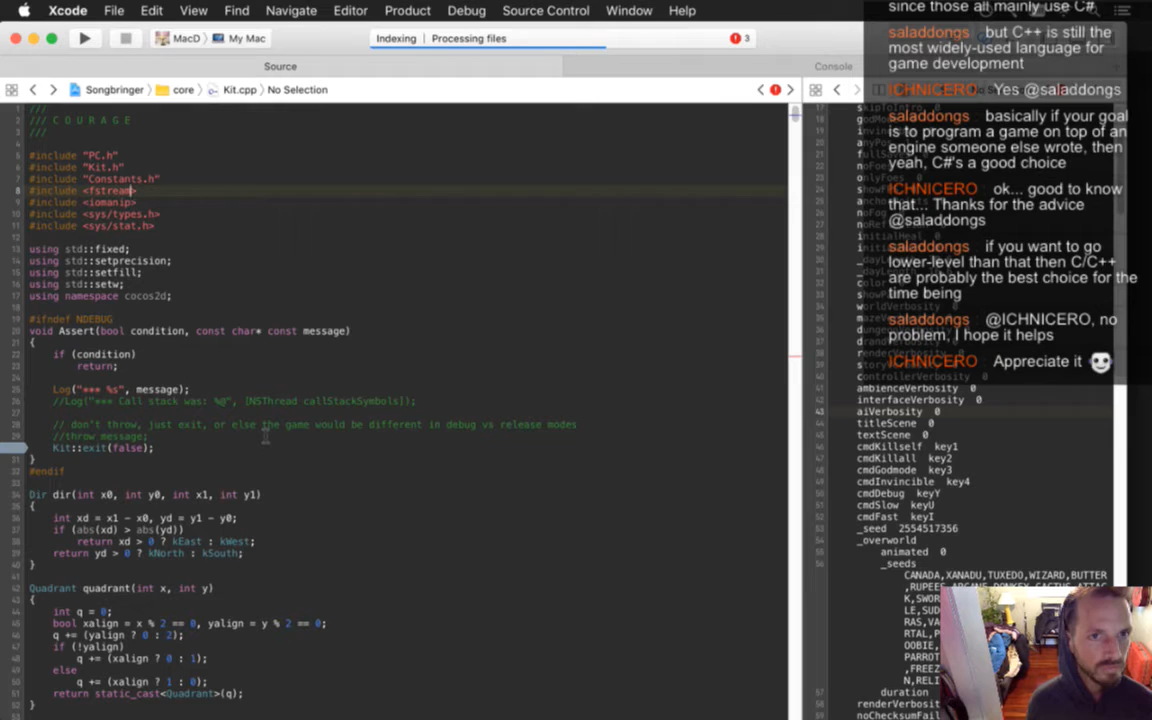 Xcode File Edit View Find Navigate Editor Product Debug Source Control Window Help
MacD My Mac
Indexing | Processing files
3
Source
Console
Songbringer core Kit.cpp No Selection
///
/// C O U R A G E
///
#include "PC.h"
#include "Kit.h"
#include "Constants.h"
#include <fstream>
#include <iomanip>
#include <sys/types.h>
#include <sys/stat.h>
using std::fixed;
using std::setprecision;
using std::setfill;
using std::setw;
using namespace cocos2d;
#ifndef NDEBUG
void Assert(bool condition, const char* const message)
{
if (condition)
return;
Log("*** %s", message);
//Log("*** Call stack was: %@", [NSThread callStackSymbols]);
// don't throw, just exit, or else the game would be different in debug vs release modes
//throw message;
Kit::exit(false);
}
#endif
Dir dir(int x0, int y0, int x1, int y1)
{
int xd = x1 - x0, yd = y1 - y0;
if (abs(xd) > abs(yd))
return xd > 0 ? kEast : kWest;
return yd > 0 ? kNorth : kSouth;
}
Quadrant quadrant(int x, int y)
{
int q = 0;
bool xalign = x % 2 == 0, yalign = y % 2 == 0;
q += (yalign ? 0 : 2);
if (!yalign)
q += (xalign ? 0 : 1);
else
q += (xalign ? 1 : 0);
return static_cast<Quadrant>(q);
}
since those all mainly use C#
saladdongs but C++ is still the
most widely-used language for
game development
ICHNICERO Yes @saladdongs
saladdongs basically if your goal
is to program a game on top of an
engine someone else wrote, then
yeah, C#'s a good choice
ICHNICERO ok... good to know
that... Thanks for the advice
@saladdongs
saladdongs if you want to go
lower-level than that then C/C++
are probably the best choice for the
time being
saladdongs @ICHNICERO, no
problem, I hope it helps
ICHNICERO Appreciate it
ambienceVerbosity 0
interfaceVerbosity 0
aiVerbosity 0
titleScene 0
textScene 0
cmdKillself key1
cmdKillall key2
cmdGodmode key3
cmdInvincible key4
cmdDebug keyY
cmdSlow keyU
cmdFast keyI
_seed 2554517356
_overworld
animated 0
_seeds
CANADA,XANADU,TUXEDO,WIZARD,BUTTER
duration